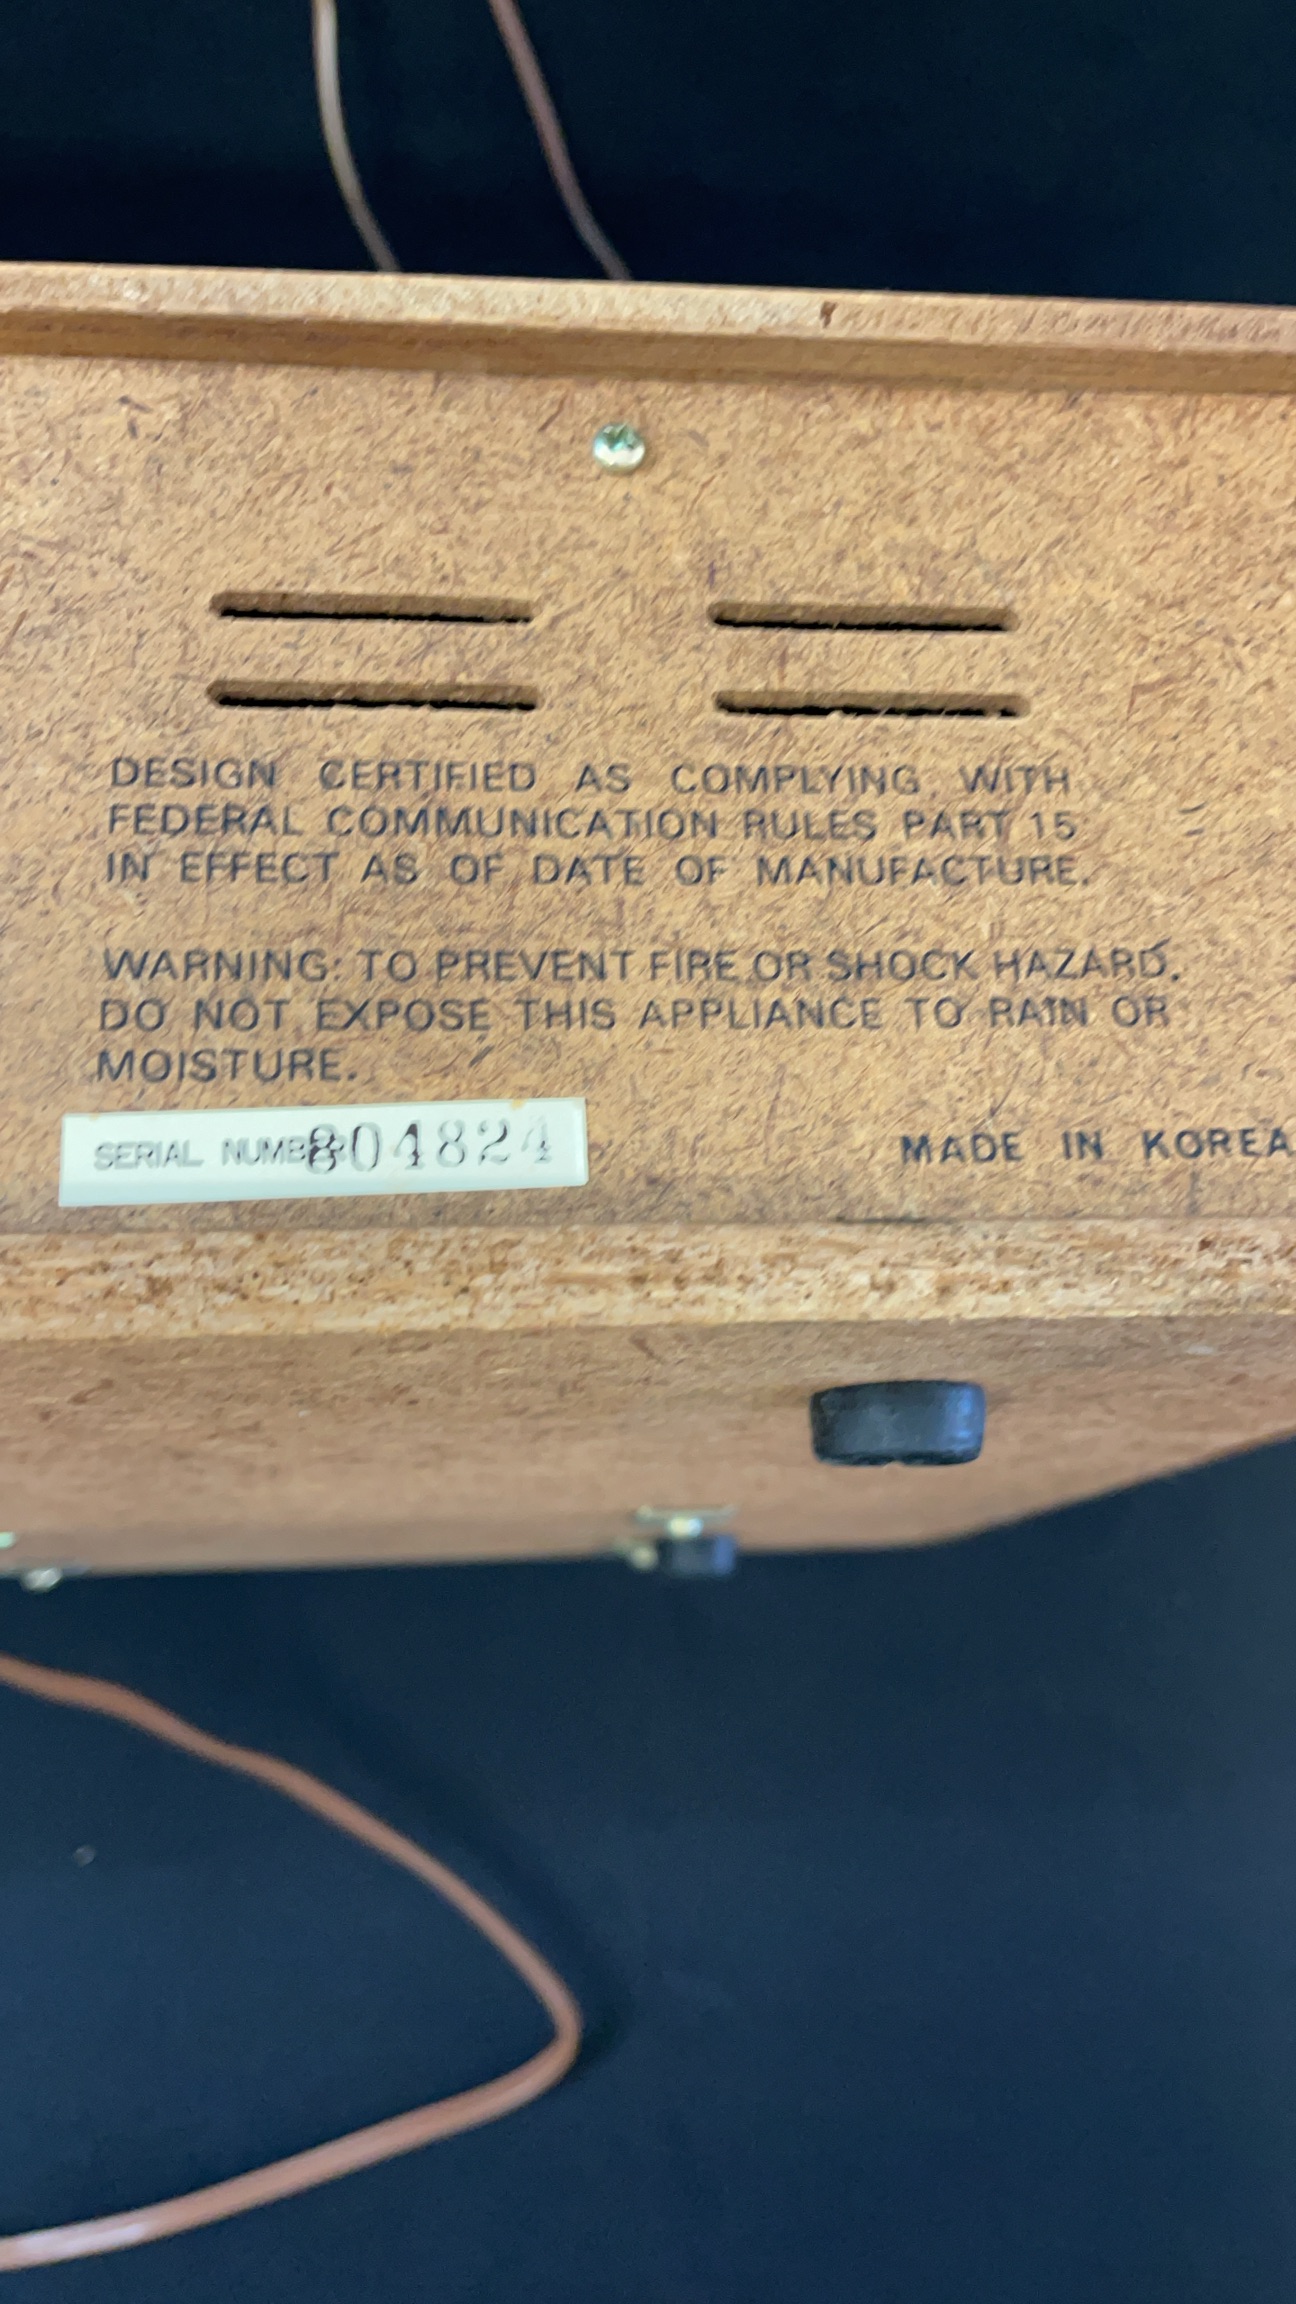 DESIGN CERTIFIED AS COMPLYING WITH
FEDERAL COMMUNICATION RULES PART 15
IN EFFECT AS OF DATE OF MANUFACTURE.
WARNING: TO PREVENT FIRE OR SHOCK HAZARD.
DO NOT EXPOSE THIS APPLIANCE TO RAIN OR
MOISTURE.
SERIAL NUMBER 804824
MADE IN KOREA